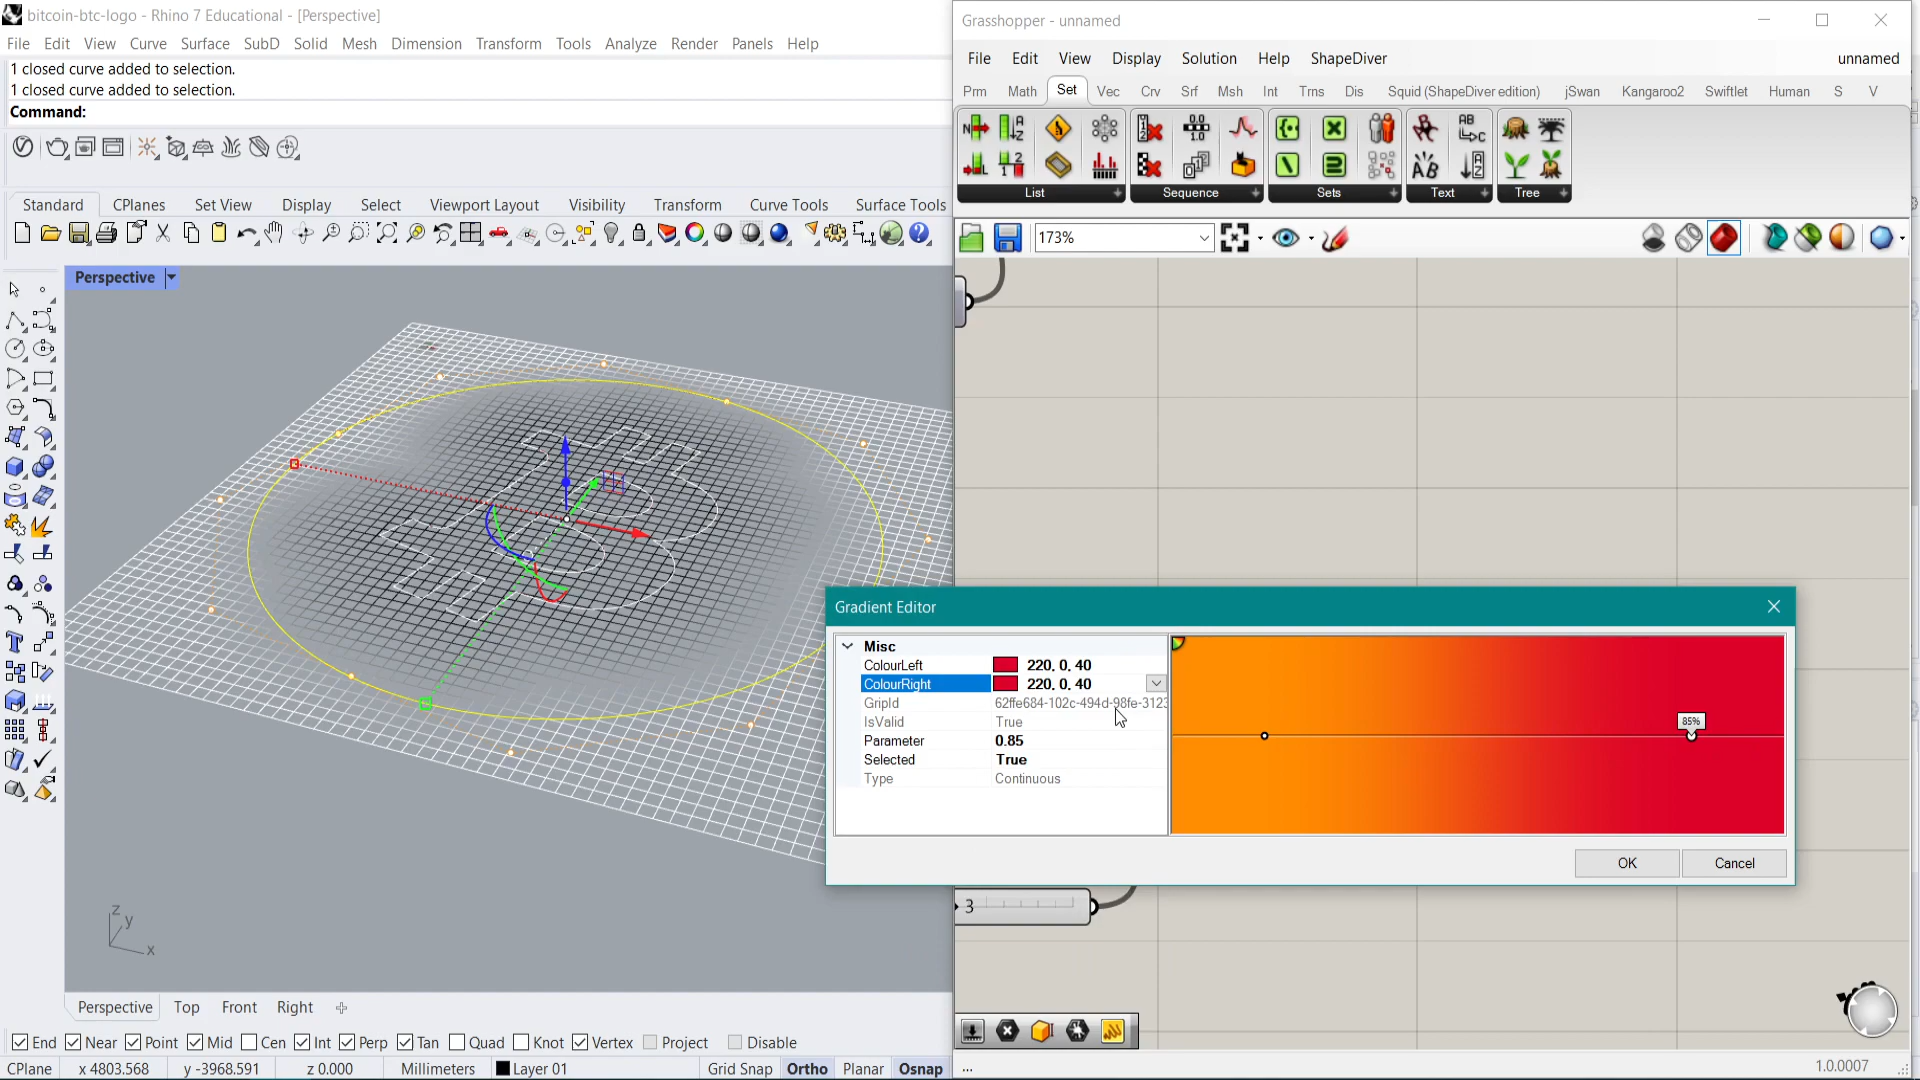 bitcoin-btc-logo - Rhino 7 Educational - [Perspective]
File Edit View Curve Surface SubD Solid Mesh Dimension Transform Tools Analyze Render Panels Help
1 closed curve added to selection.
1 closed curve added to selection.
Command:
Standard CPlanes Set View Display Select Viewport Layout Visibility Transform Curve Tools Surface Tools
Perspective
z
y
x
Perspective Top Front Right
End Near Point Mid Cen Int Perp Tan Quad Knot Vertex Project Disable
CPlane x 4803.568 y -3968.591 z 0.000 Millimeters Layer 01 Grid Snap Ortho Planar Osnap
Grasshopper - unnamed
File Edit View Display Solution Help ShapeDiver unnamed
Prm Math Set Vec Crv Srf Msh Int Trns Dis Squid (ShapeDiver edition) jSwan Kangaroo2 Swiftlet Human S V
List Sequence Sets Text Tree
173%
Gradient Editor
Misc
ColourLeft 220, 0, 40
ColourRight 220, 0, 40
GripId 62ffe684-102c-494d-98fe-3123
IsValid True
Parameter 0.85
Selected True
Type Continuous
85%
OK Cancel
3
... 1.0.0007